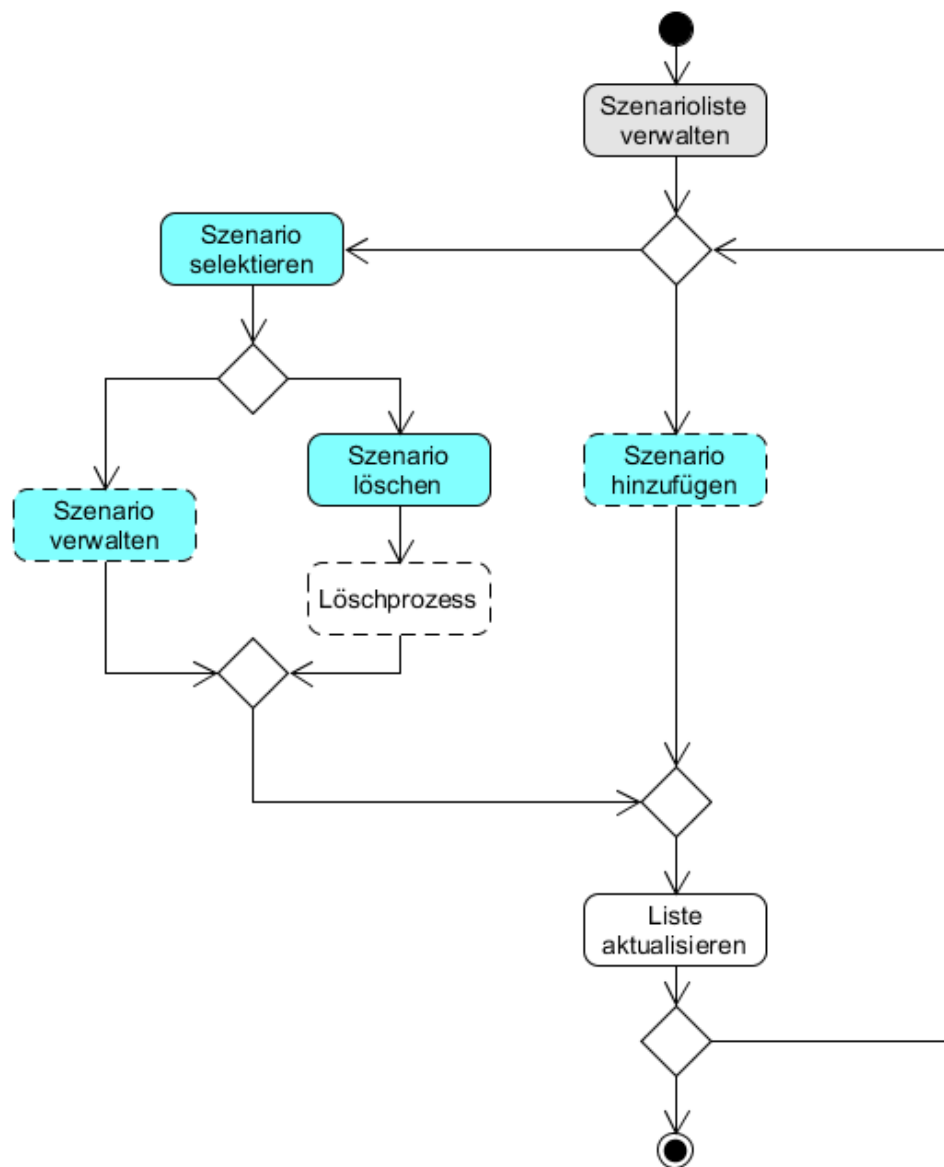 Szenarioliste
verwalten
Szenario
selektieren
Szenario
löschen
Szenario
hinzufügen
Szenario
verwalten
Löschprozess
Liste
aktualisieren